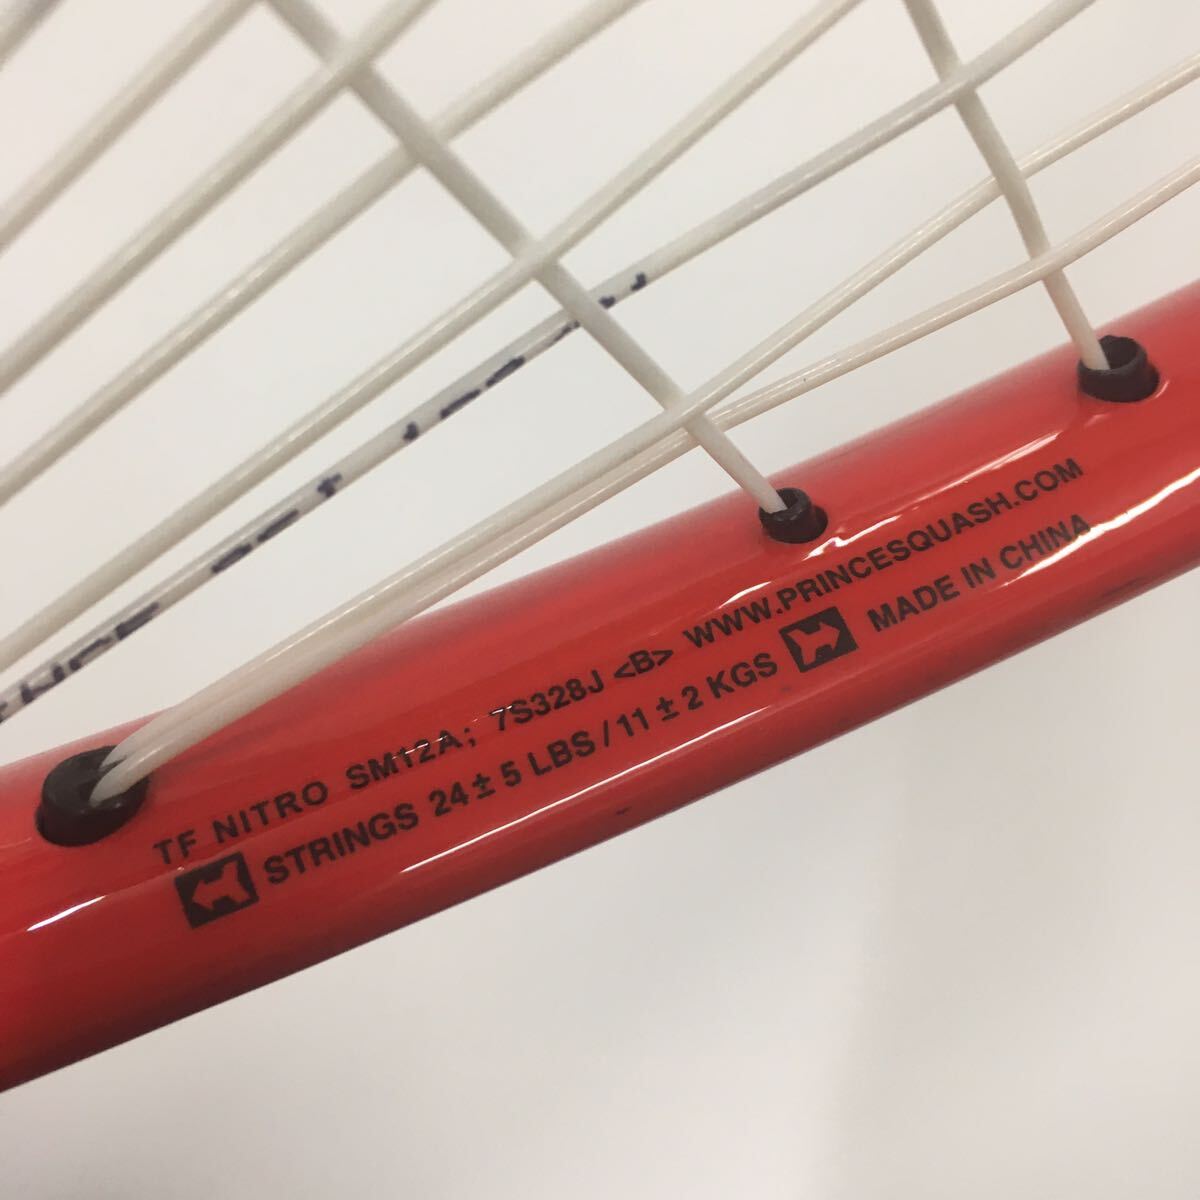 TF NITRO SM12A; 7S328J <B> WWW.PRINCESQUASH.COM
STRINGS 24 ± 5 LBS / 11 ± 2 KGS MADE IN CHINA